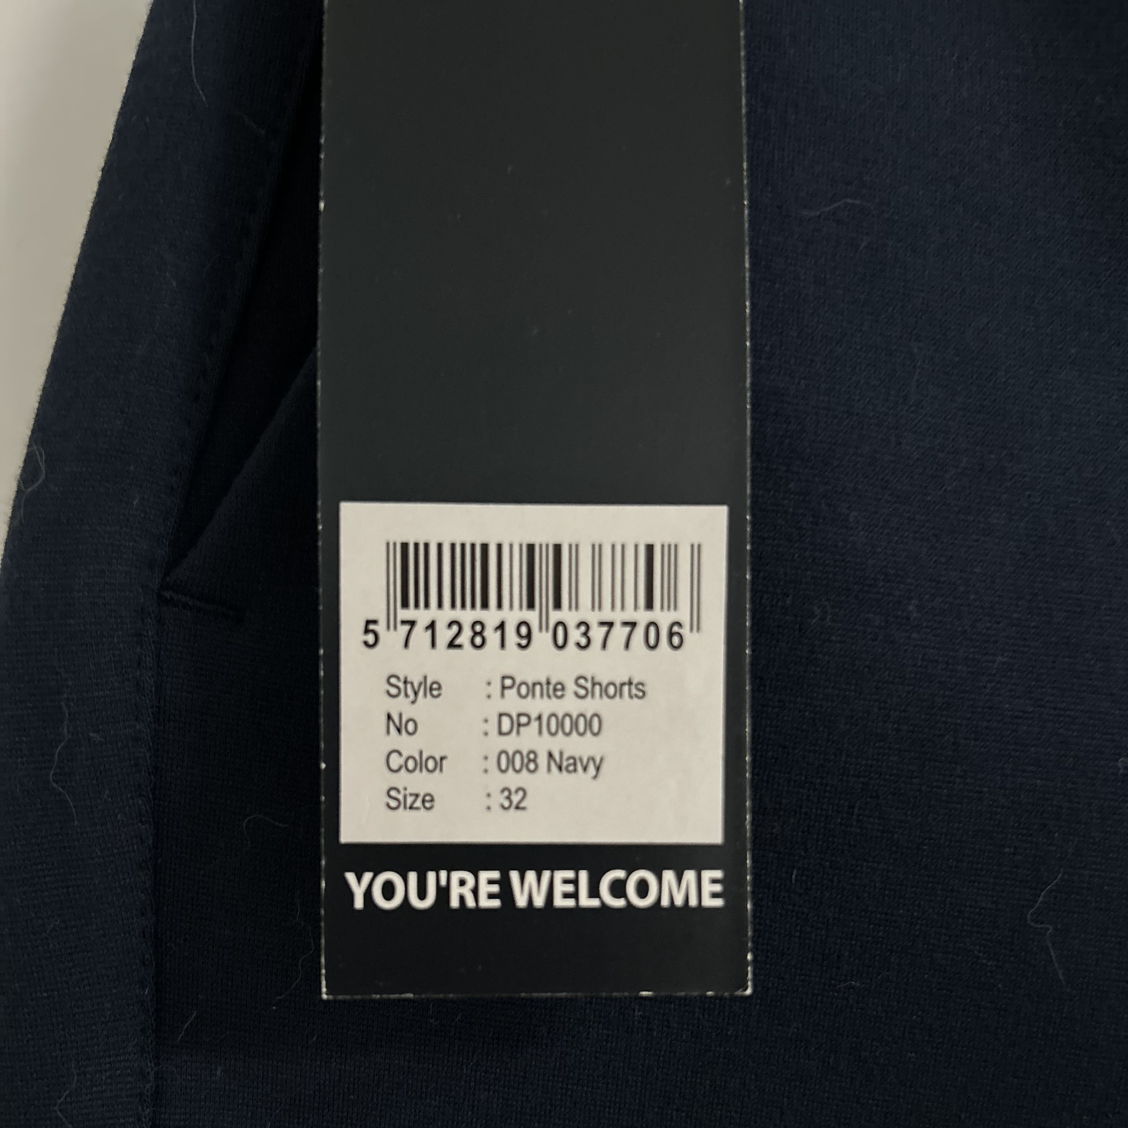 5 712819 037706
Style : Ponte Shorts
No : DP10000
Color : 008 Navy
Size : 32
YOU'RE WELCOME